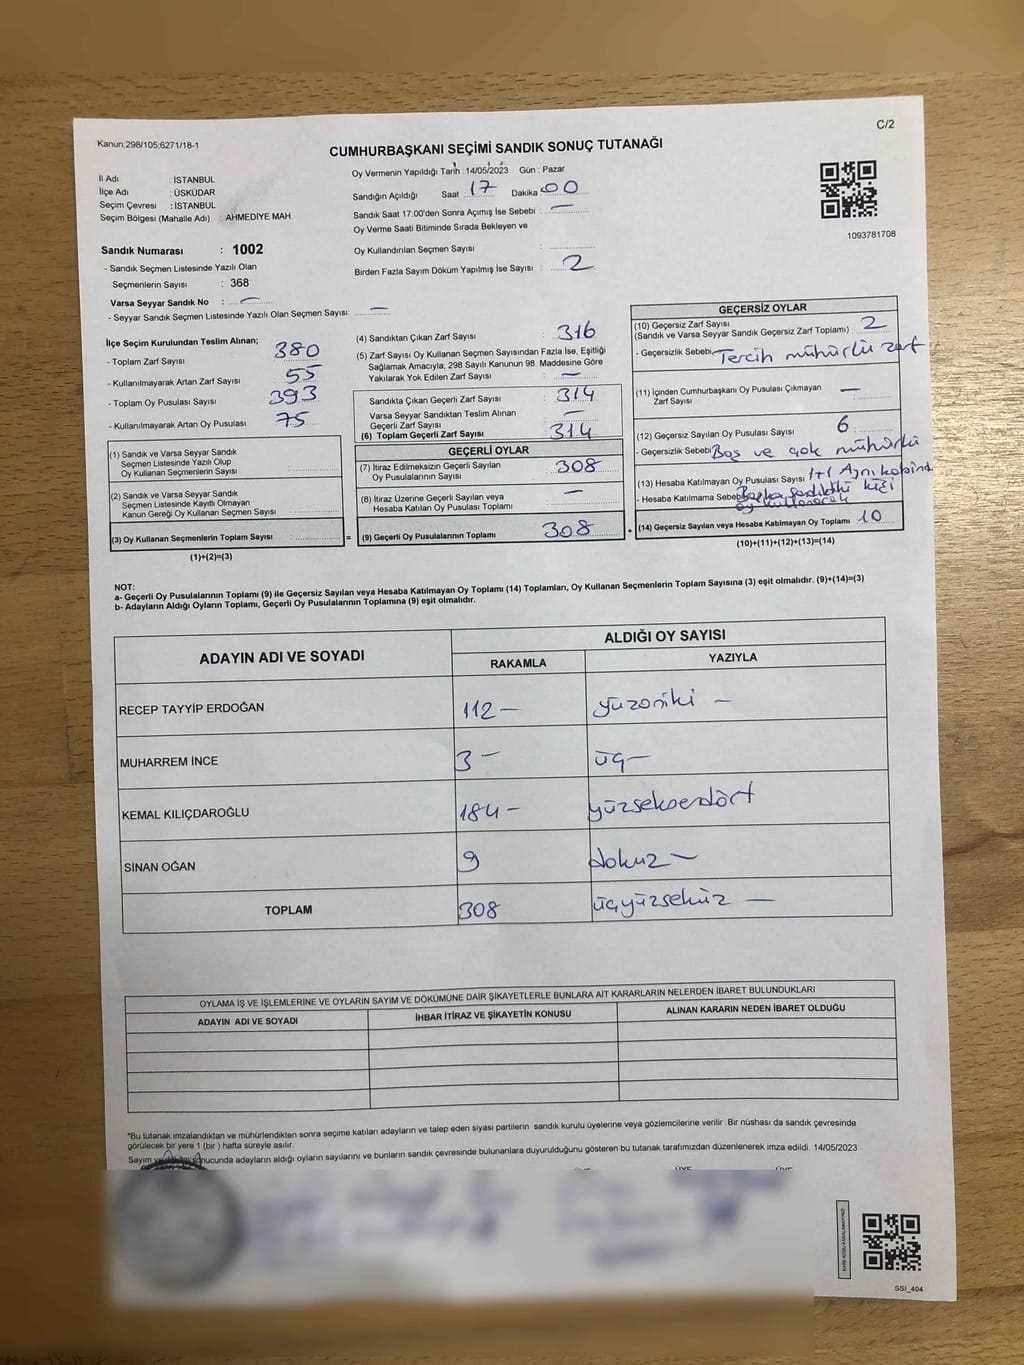 Kanun;298/105;6271/18-1
C/2
CUMHURBAŞKANI SEÇİMİ SANDIK SONUÇ TUTANAĞI
İl Adı : İSTANBUL
İlçe Adı : ÜSKÜDAR
Seçim Çevresi : İSTANBUL
Seçim Bölgesi (Mahalle Adı) : AHMEDİYE MAH.
Oy Vermenin Yapıldığı Tarih :14/05/2023 Gün : Pazar
Sandığın Açıldığı Saat : 17 Dakika 00
Sandık Saat 17:00'den Sonra Açımış İse Sebebi : —
Oy Verme Saati Bitiminde Sırada Bekleyen ve
Oy Kullandırılan Seçmen Sayısı :
Birden Fazla Sayım Döküm Yapılmış İse Sayısı : 2
1093781708
Sandık Numarası : 1002
- Sandık Seçmen Listesinde Yazılı Olan
Seçmenlerin Sayısı : 368
Varsa Seyyar Sandık No : —
- Seyyar Sandık Seçmen Listesinde Yazılı Olan Seçmen Sayısı: —
İlçe Seçim Kurulundan Teslim Alınan;
- Toplam Zarf Sayısı 380
- Kullanılmayarak Artan Zarf Sayısı 55
- Toplam Oy Pusulası Sayısı 393
- Kullanılmayarak Artan Oy Pusulası 75
(1) Sandık ve Varsa Seyyar Sandık
Seçmen Listesinde Yazılı Olup
Oy Kullanan Seçmenlerin Sayısı :
(2) Sandık ve Varsa Seyyar Sandık
Seçmen Listesinde Kayıtlı Olmayan
Kanun Gereği Oy Kullanan Seçmen Sayısı :
(3) Oy Kullanan Seçmenlerin Toplam Sayısı : =
(1)+(2)=(3)
(4) Sandıktan Çıkan Zarf Sayısı : 316
(5) Zarf Sayısı Oy Kullanan Seçmen Sayısından Fazla İse, Eşitliği
Sağlamak Amacıyla; 298 Sayılı Kanunun 98. Maddesine Göre
Yakılarak Yok Edilen Zarf Sayısı : —
Sandıkta Çıkan Geçerli Zarf Sayısı : 314
Varsa Seyyar Sandıktan Teslim Alınan
Geçerli Zarf Sayısı : —
(6) Toplam Geçerli Zarf Sayısı : 314
GEÇERLİ OYLAR
(7) İtiraz Edilmeksizin Geçerli Sayılan
Oy Pusulalarının Sayısı : 308
(8) İtiraz Üzerine Geçerli Sayılan veya
Hesaba Katılan Oy Pusulası Toplamı : —
(9) Geçerli Oy Pusulalarının Toplamı : 308 +
GEÇERSİZ OYLAR
(10) Geçersiz Zarf Sayısı
(Sandık ve Varsa Seyyar Sandık Geçersiz Zarf Toplamı) : 2
- Geçersizlik Sebebi: Tercih mühürlü zarf
(11) İçinden Cumhurbaşkanı Oy Pusulası Çıkmayan
Zarf Sayısı : —
(12) Geçersiz Sayılan Oy Pusulası Sayısı : 6
- Geçersizlik Sebebi: Boş ve çok mühürlü
(13) Hesaba Katılmayan Oy Pusulası Sayısı 1+1 Aynı kabind.
- Hesaba Katılmama Sebebi: Başka sandıktki kişi
oy kullanacak
(14) Geçersiz Sayılan veya Hesaba Katılmayan Oy Toplamı : 10
(10)+(11)+(12)+(13)=(14)
NOT:
a- Geçerli Oy Pusulalarının Toplamı (9) ile Geçersiz Sayılan veya Hesaba Katılmayan Oy Toplamı (14) Toplamları, Oy Kullanan Seçmenlerin Toplam Sayısına (3) eşit olmalıdır. (9)+(14)=(3)
b- Adayların Aldığı Oyların Toplamı, Geçerli Oy Pusulalarının Toplamına (9) eşit olmalıdır.
ADAYIN ADI VE SOYADI
ALDIĞI OY SAYISI
RAKAMLA YAZIYLA
RECEP TAYYİP ERDOĞAN 112— yüzoniki —
MUHARREM İNCE 3— üç—
KEMAL KILIÇDAROĞLU 184— yüzseksendört
SİNAN OĞAN 9 dokuz—
TOPLAM 308 üçyüzsekiz —
OYLAMA İŞ VE İŞLEMLERİNE VE OYLARIN SAYIM VE DÖKÜMÜNE DAİR ŞİKAYETLERLE BUNLARA AİT KARARLARIN NELERDEN İBARET BULUNDUKLARI
ADAYIN ADI VE SOYADI İHBAR İTİRAZ VE ŞİKAYETİN KONUSU ALINAN KARARIN NEDEN İBARET OLDUĞU
*Bu tutanak imzalandıktan ve mühürlendikten sonra seçime katılan adayların ve talep eden siyasi partilerin sandık kurulu üyelerine veya gözlemcilerine verilir .Bir nüshası da sandık çevresinde
görülecek bir yere 1 (bir ) hafta süreyle asılır.
Sayım ve döküm sonucunda adayların aldığı oyların sayılarını ve bunların sandık çevresinde bulunanlara duyurulduğunu gösteren bu tutanak tarafımızdan düzenlenerek imza edildi. 14/05/2023
ÜYE ÜYE ÜYE
SSI_404